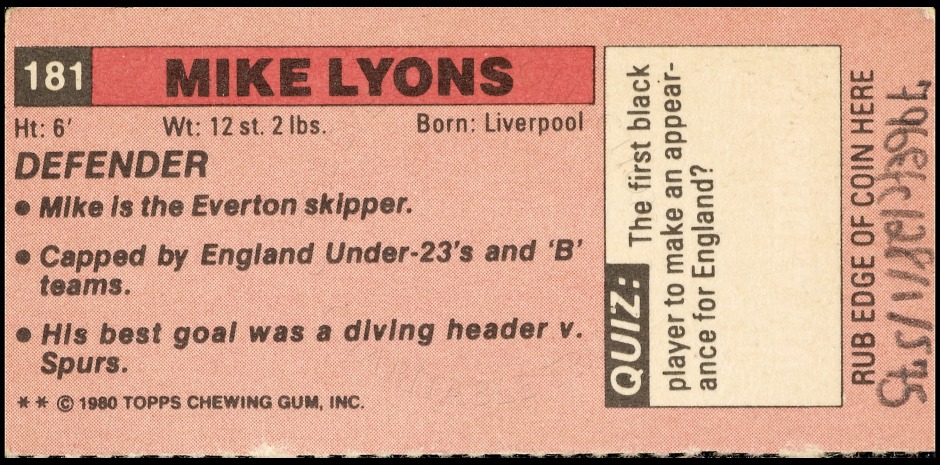 181 MIKE LYONS
Ht: 6' Wt: 12 st. 2 lbs. Born: Liverpool
DEFENDER
• Mike is the Everton skipper.
• Capped by England Under-23's and 'B'
teams.
• His best goal was a diving header v.
Spurs.
** © 1980 TOPPS CHEWING GUM, INC.
QUIZ: The first black
player to make an appear-
ance for England?
RUB EDGE OF COIN HERE